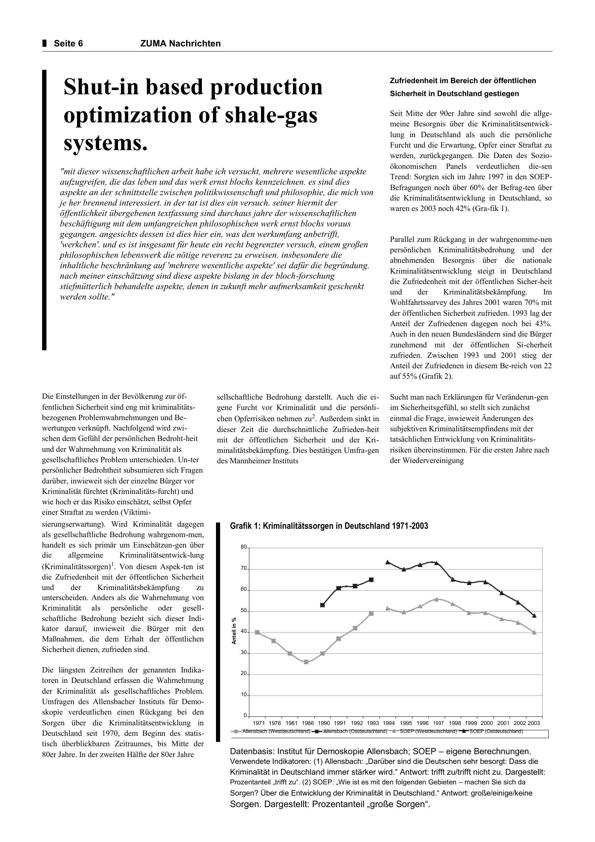 Seite 6 ZUMA Nachrichten
Shut-in based production
optimization of shale-gas
systems.
"mit dieser wissenschaftlichen arbeit habe ich versucht, mehrere wesentliche aspekte
aufzugreifen, die das leben und das werk ernst blochs kennzeichnen. es sind dies
aspekte an der schnittstelle zwischen politikwissenschaft und philosophie, die mich von
je her brennend interessiert. in der tat ist dies ein versuch. seiner hiermit der
öffentlichkeit übergebenen textfassung sind durchaus jahre der wissenschaftlichen
beschäftigung mit dem umfangreichen philosophischen werk ernst blochs voraus
gegangen. angesichts dessen ist dies hier ein, was den werkumfang anbetrifft,
'werkchen'. und es ist insgesamt für heute ein recht begrenzter versuch, einem großen
philosophischen lebenswerk die nötige reverenz zu erweisen. insbesondere die
inhaltliche beschränkung auf 'mehrere wesentliche aspekte' sei dafür die begründung.
nach meiner einschätzung sind diese aspekte bislang in der bloch-forschung
stiefmütterlich behandelte aspekte, denen in zukunft mehr aufmerksamkeit geschenkt
werden sollte."
Zufriedenheit im Bereich der öffentlichen
Sicherheit in Deutschland gestiegen
Seit Mitte der 90er Jahre sind sowohl die allge-
meine Besorgnis über die Kriminalitätsentwick-
lung in Deutschland als auch die persönliche
Furcht und die Erwartung, Opfer einer Straftat zu
werden, zurückgegangen. Die Daten des Sozio-
ökonomischen Panels verdeutlichen die-sen
Trend: Sorgten sich im Jahre 1997 in den SOEP-
Befragungen noch über 60% der Befrag-ten über
die Kriminalitätsentwicklung in Deutschland, so
waren es 2003 noch 42% (Gra-fik 1).
Parallel zum Rückgang in der wahrgenomme-nen
persönlichen Kriminalitätsbedrohung und der
abnehmenden Besorgnis über die nationale
Kriminalitätsentwicklung steigt in Deutschland
die Zufriedenheit mit der öffentlichen Sicher-heit
und der Kriminalitätsbekämpfung. Im
Wohlfahrtssurvey des Jahres 2001 waren 70% mit
der öffentlichen Sicherheit zufrieden. 1993 lag der
Anteil der Zufriedenen dagegen noch bei 43%.
Auch in den neuen Bundesländern sind die Bürger
zunehmend mit der öffentlichen Si-cherheit
zufrieden. Zwischen 1993 und 2001 stieg der
Anteil der Zufriedenen in diesem Be-reich von 22
auf 55% (Grafik 2).
Die Einstellungen in der Bevölkerung zur öf-
fentlichen Sicherheit sind eng mit kriminalitäts-
bezogenen Problemwahrnehmungen und Be-
wertungen verknüpft. Nachfolgend wird zwi-
schen dem Gefühl der persönlichen Bedroht-heit
und der Wahrnehmung von Kriminalität als
gesellschaftliches Problem unterschieden. Un-ter
persönlicher Bedrohtheit subsumieren sich Fragen
darüber, inwieweit sich der einzelne Bürger vor
Kriminalität fürchtet (Kriminalitäts-furcht) und
wie hoch er das Risiko einschätzt, selbst Opfer
einer Straftat zu werden (Viktimi-
sierungserwartung). Wird Kriminalität dagegen
als gesellschaftliche Bedrohung wahrgenom-men,
handelt es sich primär um Einschätzun-gen über
die allgemeine Kriminalitätsentwick-lung
(Kriminalitätssorgen)1. Von diesen Aspek-ten ist
die Zufriedenheit mit der öffentlichen Sicherheit
und der Kriminalitätsbekämpfung zu
unterscheiden. Anders als die Wahrnehmung von
Kriminalität als persönliche oder gesell-
schaftliche Bedrohung bezieht sich dieser Indi-
kator darauf, inwieweit die Bürger mit den
Maßnahmen, die dem Erhalt der öffentlichen
Sicherheit dienen, zufrieden sind.
Die längsten Zeitreihen der genannten Indika-
toren in Deutschland erfassen die Wahrnehmung
der Kriminalität als gesellschaftliches Problem.
Umfragen des Allensbacher Instituts für Demo-
skopie verdeutlichen einen Rückgang bei den
Sorgen über die Kriminalitätsentwicklung in
Deutschland seit 1970, dem Beginn des statis-
tisch überblickbaren Zeitraumes, bis Mitte der
80er Jahre. In der zweiten Hälfte der 80er Jahre
sellschaftliche Bedrohung darstellt. Auch die ei-
gene Furcht vor Kriminalität und die persönli-
chen Opferrisiken nehmen zu2. Außerdem sinkt in
dieser Zeit die durchschnittliche Zufrieden-heit
mit der öffentlichen Sicherheit und der Kri-
minalitätsbekämpfung. Dies bestätigen Umfra-gen
des Mannheimer Instituts
Sucht man nach Erklärungen für Veränderun-gen
im Sicherheitsgefühl, so stellt sich zunächst
einmal die Frage, inwieweit Änderungen des
subjektiven Kriminalitätsempfindens mit der
tatsächlichen Entwicklung von Kriminalitäts-
risiken übereinstimmen. Für die ersten Jahre nach
der Wiedervereinigung
Grafik 1: Kriminalitätssorgen in Deutschland 1971-2003
Anteil in %
80
70
60
50
40
30
20
10
0
1971 1976 1981 1986 1990 1991 1992 1993 1994 1995 1996 1997 1998 1999 2000 2001 2002 2003
Allensbach (Westdeutschland) Allensbach (Ostdeutschland) SOEP (Westdeutschland) SOEP (Ostdeutschland)
Datenbasis: Institut für Demoskopie Allensbach; SOEP – eigene Berechnungen.
Verwendete Indikatoren: (1) Allensbach: „Darüber sind die Deutschen sehr besorgt: Dass die
Kriminalität in Deutschland immer stärker wird.“ Antwort: trifft zu/trifft nicht zu. Dargestellt:
Prozentanteil „trifft zu“. (2) SOEP: „Wie ist es mit den folgenden Gebieten – machen Sie sich da
Sorgen? Über die Entwicklung der Kriminalität in Deutschland.“ Antwort: große/einige/keine
Sorgen. Dargestellt: Prozentanteil „große Sorgen“.